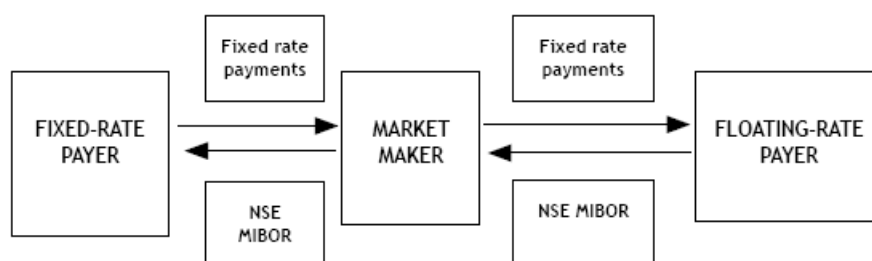 Fixed rate
payments
Fixed rate
payments
FIXED-RATE
PAYER
MARKET
MAKER
FLOATING-RATE
PAYER
NSE
MIBOR
NSE MIBOR